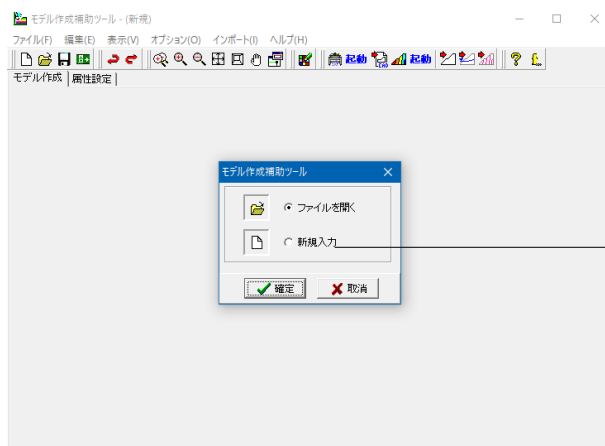 モデル作成補助ツール - (新規)
ファイル(F) 編集(E) 表示(V) オプション(O) インポート(I) ヘルプ(H)
起動 CAD 起動
モデル作成 属性設定
モデル作成補助ツール
ファイルを開く
新規入力
確定 取消